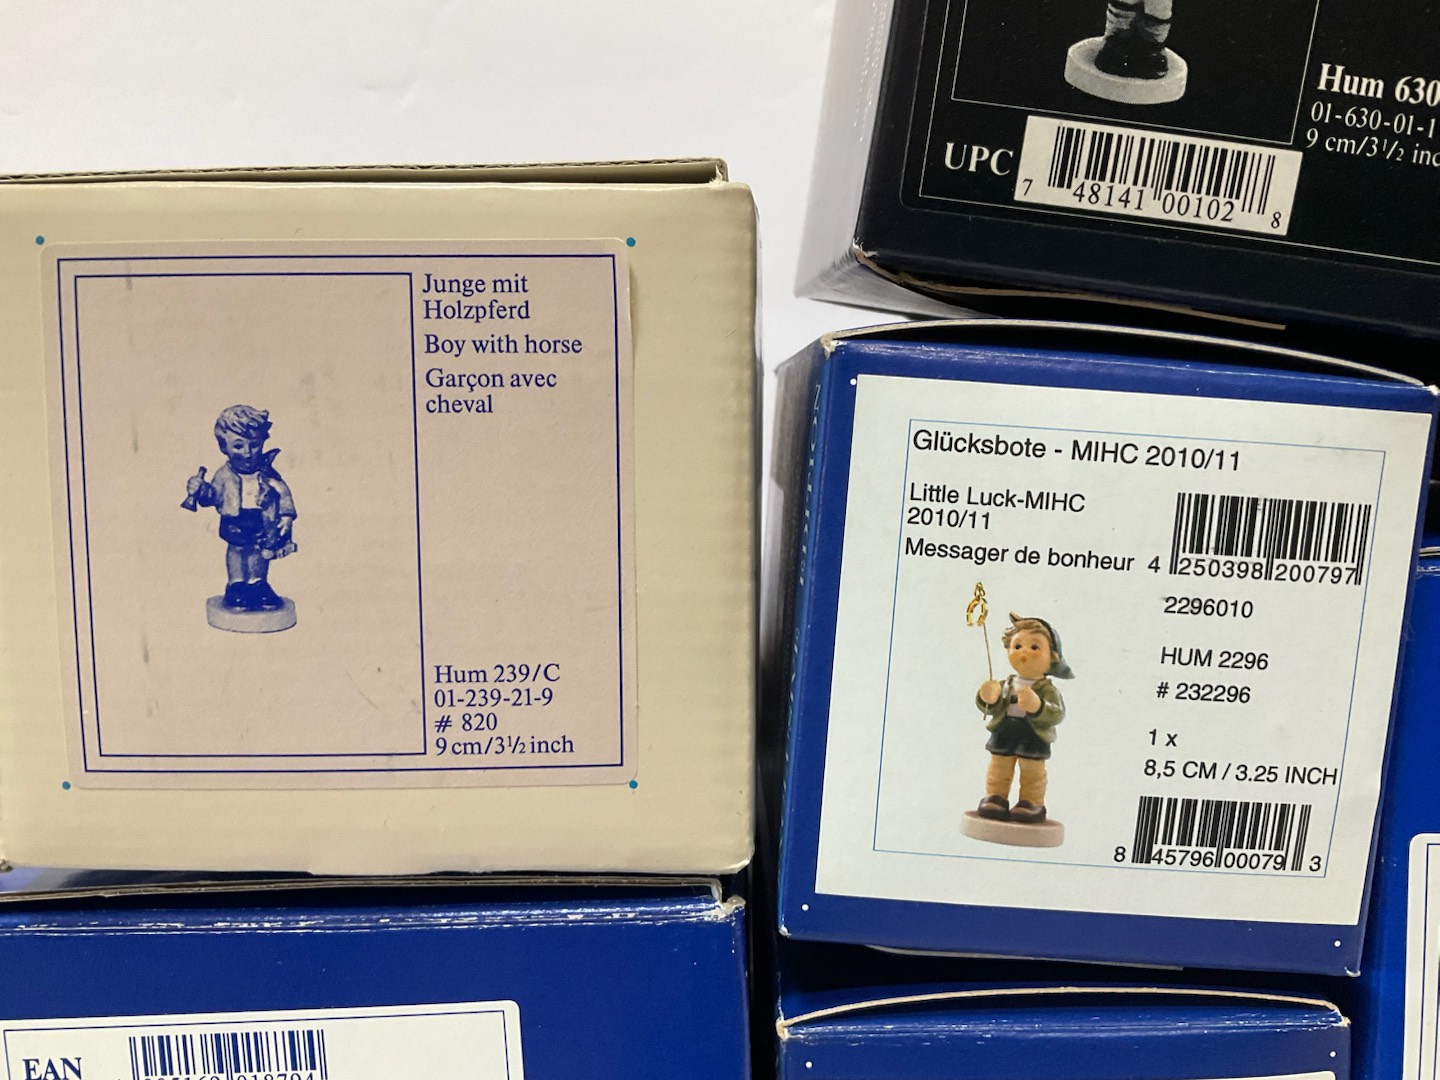 Junge mit
Holzpferd
Boy with horse
Garçon avec
cheval
Hum 239/C
01-239-21-9
# 820
9 cm/3½ inch
UPC
7 48141 00102 8
Hum 630
01-630-01-1
9 cm/3½ inc
Glücksbote - MIHC 2010/11
Little Luck-MIHC
2010/11
Messager de bonheur
4 250398 200797
2296010
HUM 2296
# 232296
1 x
8,5 CM / 3.25 INCH
8 45796 00079 3
EAN